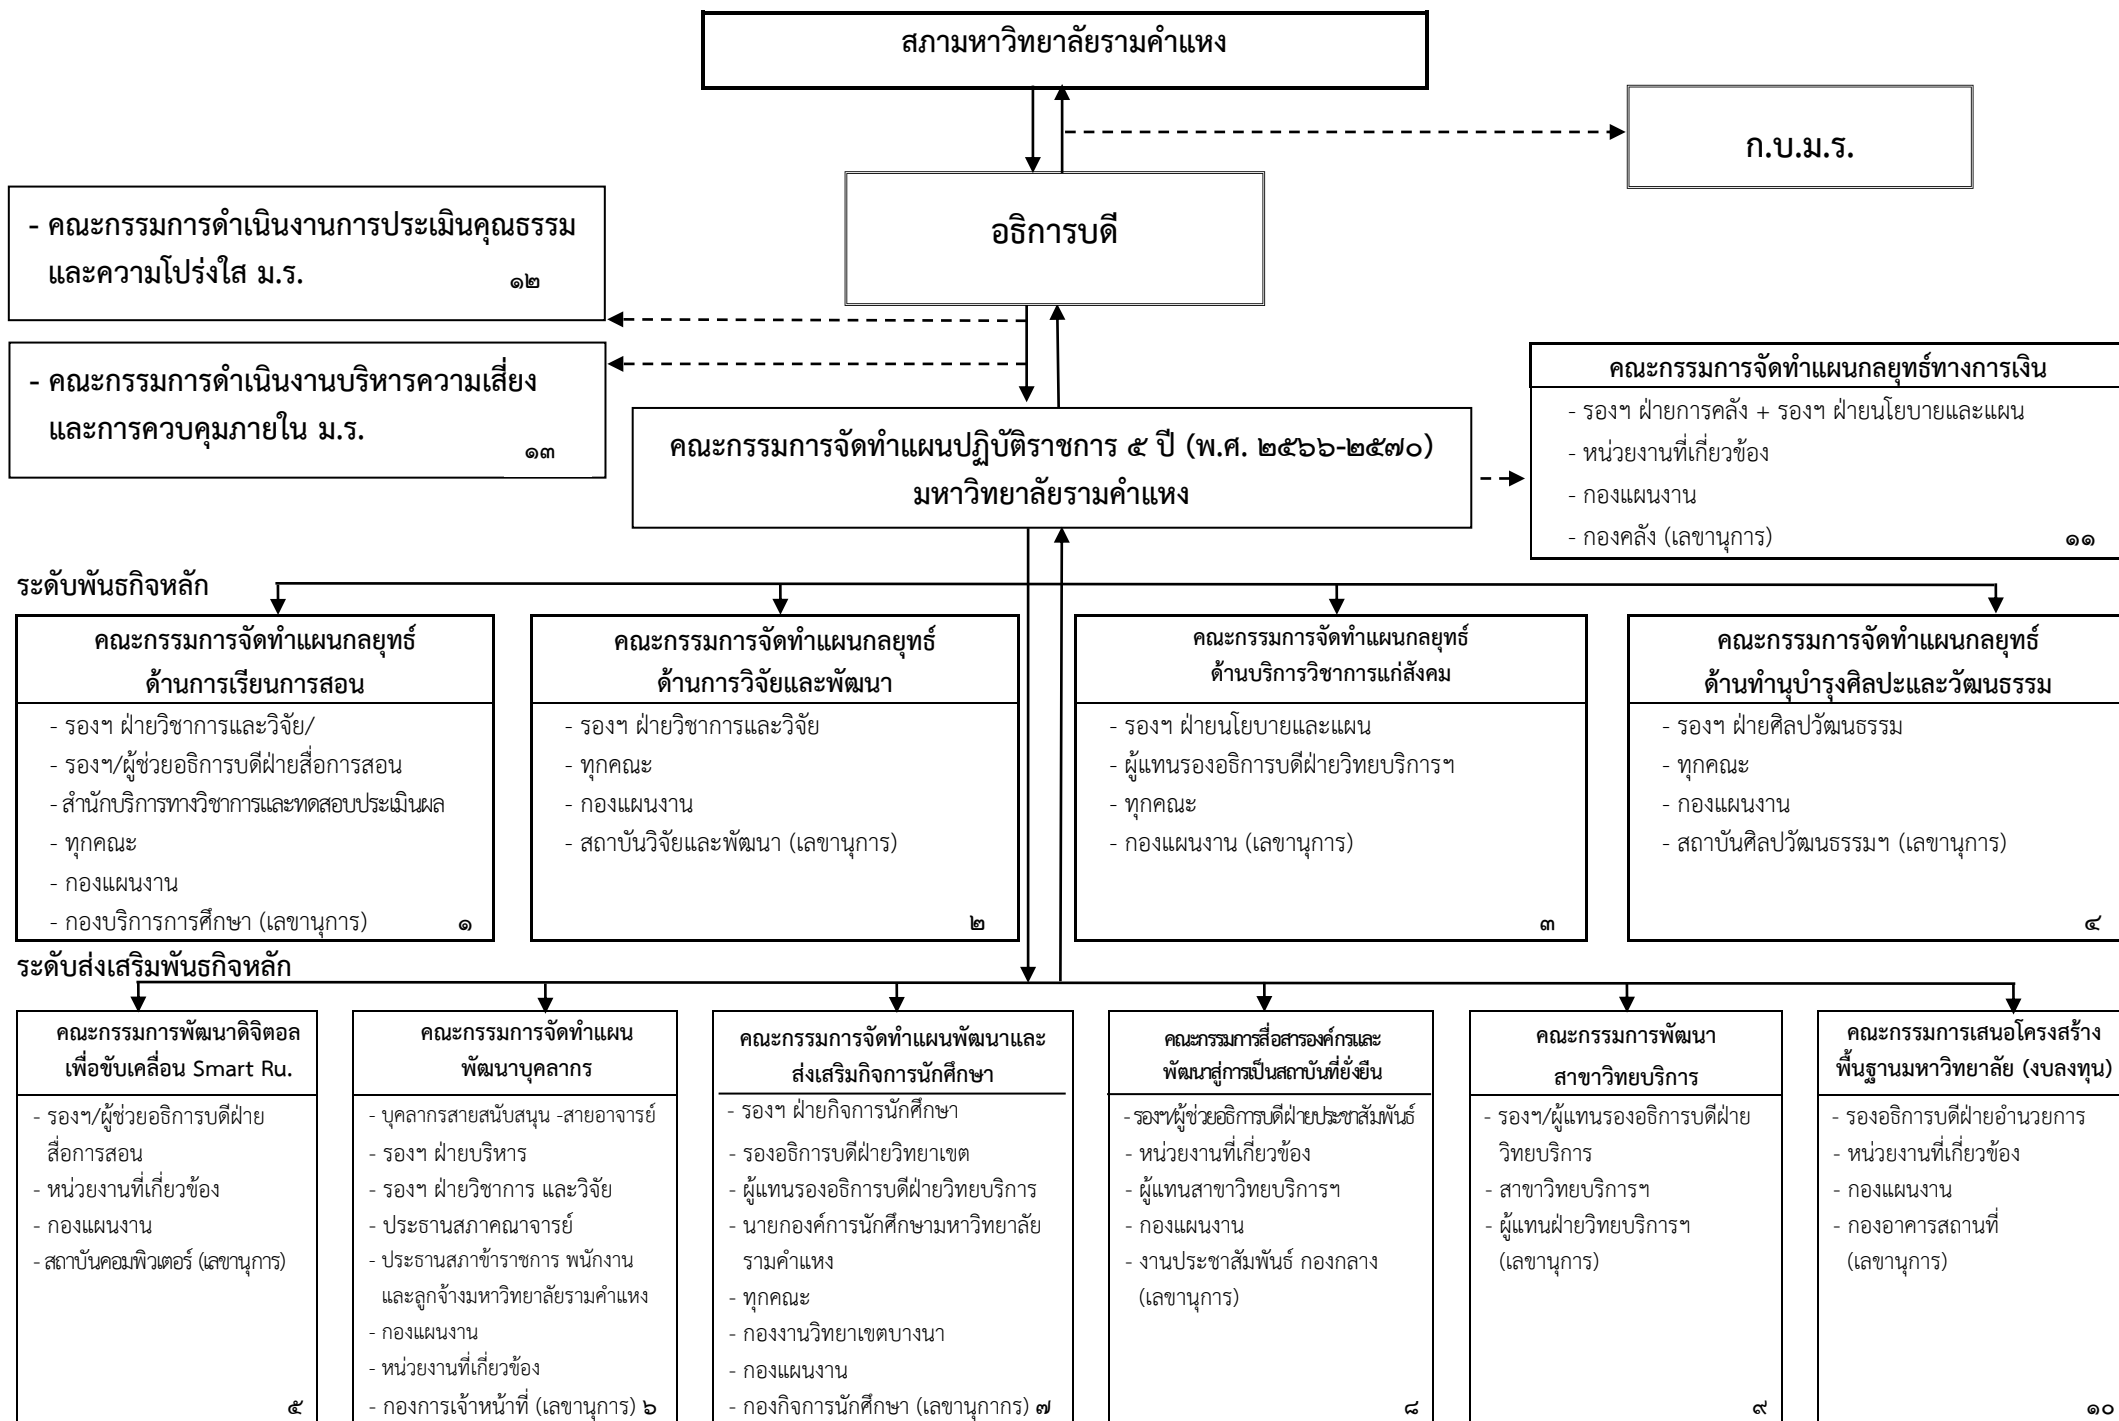 สภามหาวิทยาลัยรามคำแหง
ก.บ.ม.ร.
อธิการบดี
- คณะกรรมการดำเนินงานการประเมินคุณธรรม
และความโปร่งใส ม.ร.
๑๒
- คณะกรรมการดำเนินงานบริหารความเสี่ยง
และการควบคุมภายใน ม.ร.
๑๓
คณะกรรมการจัดทำแผนปฏิบัติราชการ ๕ ปี (พ.ศ. ๒๕๖๖-๒๕๗๐)
มหาวิทยาลัยรามคำแหง
คณะกรรมการจัดทำแผนกลยุทธ์ทางการเงิน
- รองฯ ฝ่ายการคลัง + รองฯ ฝ่ายนโยบายและแผน
- หน่วยงานที่เกี่ยวข้อง
- กองแผนงาน
- กองคลัง (เลขานุการ)
๑๑
ระดับพันธกิจหลัก
คณะกรรมการจัดทำแผนกลยุทธ์
ด้านการเรียนการสอน
- รองฯ ฝ่ายวิชาการและวิจัย/
- รองฯ/ผู้ช่วยอธิการบดีฝ่ายสื่อการสอน
- สำนักบริการทางวิชาการและทดสอบประเมินผล
- ทุกคณะ
- กองแผนงาน
- กองบริการการศึกษา (เลขานุการ)
๑
คณะกรรมการจัดทำแผนกลยุทธ์
ด้านการวิจัยและพัฒนา
- รองฯ ฝ่ายวิชาการและวิจัย
- ทุกคณะ
- กองแผนงาน
- สถาบันวิจัยและพัฒนา (เลขานุการ)
๒
คณะกรรมการจัดทำแผนกลยุทธ์
ด้านบริการวิชาการแก่สังคม
- รองฯ ฝ่ายนโยบายและแผน
- ผู้แทนรองอธิการบดีฝ่ายวิทยบริการฯ
- ทุกคณะ
- กองแผนงาน (เลขานุการ)
๓
คณะกรรมการจัดทำแผนกลยุทธ์
ด้านทำนุบำรุงศิลปะและวัฒนธรรม
- รองฯ ฝ่ายศิลปวัฒนธรรม
- ทุกคณะ
- กองแผนงาน
- สถาบันศิลปวัฒนธรรมฯ (เลขานุการ)
๔
ระดับส่งเสริมพันธกิจหลัก
คณะกรรมการพัฒนาดิจิตอล
เพื่อขับเคลื่อน Smart Ru.
- รองฯ/ผู้ช่วยอธิการบดีฝ่าย
สื่อการสอน
- หน่วยงานที่เกี่ยวข้อง
- กองแผนงาน
- สถาบันคอมพิวเตอร์ (เลขานุการ)
๕
คณะกรรมการจัดทำแผน
พัฒนาบุคลากร
- บุคลากรสายสนับสนุน -สายอาจารย์
- รองฯ ฝ่ายบริหาร
- รองฯ ฝ่ายวิชาการ และวิจัย
- ประธานสภาคณาจารย์
- ประธานสภาข้าราชการ พนักงาน
และลูกจ้างมหาวิทยาลัยรามคำแหง
- กองแผนงาน
- หน่วยงานที่เกี่ยวข้อง
- กองการเจ้าหน้าที่ (เลขานุการ) ๖
คณะกรรมการจัดทำแผนพัฒนาและ
ส่งเสริมกิจการนักศึกษา
- รองฯ ฝ่ายกิจการนักศึกษา
- รองอธิการบดีฝ่ายวิทยาเขต
- ผู้แทนรองอธิการบดีฝ่ายวิทยบริการ
- นายกองค์การนักศึกษามหาวิทยาลัย
รามคำแหง
- ทุกคณะ
- กองงานวิทยาเขตบางนา
- กองแผนงาน
- กองกิจการนักศึกษา (เลขานุกากร) ๗
คณะกรรมการสื่อสารองค์กรและ
พัฒนาสู่การเป็นสถาบันที่ยั่งยืน
- รองฯ/ผู้ช่วยอธิการบดีฝ่ายประชาสัมพันธ์
- หน่วยงานที่เกี่ยวข้อง
- ผู้แทนสาขาวิทยบริการฯ
- กองแผนงาน
- งานประชาสัมพันธ์ กองกลาง
(เลขานุการ)
๘
คณะกรรมการพัฒนา
สาขาวิทยบริการ
- รองฯ/ผู้แทนรองอธิการบดีฝ่าย
วิทยบริการ
- สาขาวิทยบริการฯ
- ผู้แทนฝ่ายวิทยบริการฯ
(เลขานุการ)
๙
คณะกรรมการเสนอโครงสร้าง
พื้นฐานมหาวิทยาลัย (งบลงทุน)
- รองอธิการบดีฝ่ายอำนวยการ
- หน่วยงานที่เกี่ยวข้อง
- กองแผนงาน
- กองอาคารสถานที่
(เลขานุการ)
๑๐